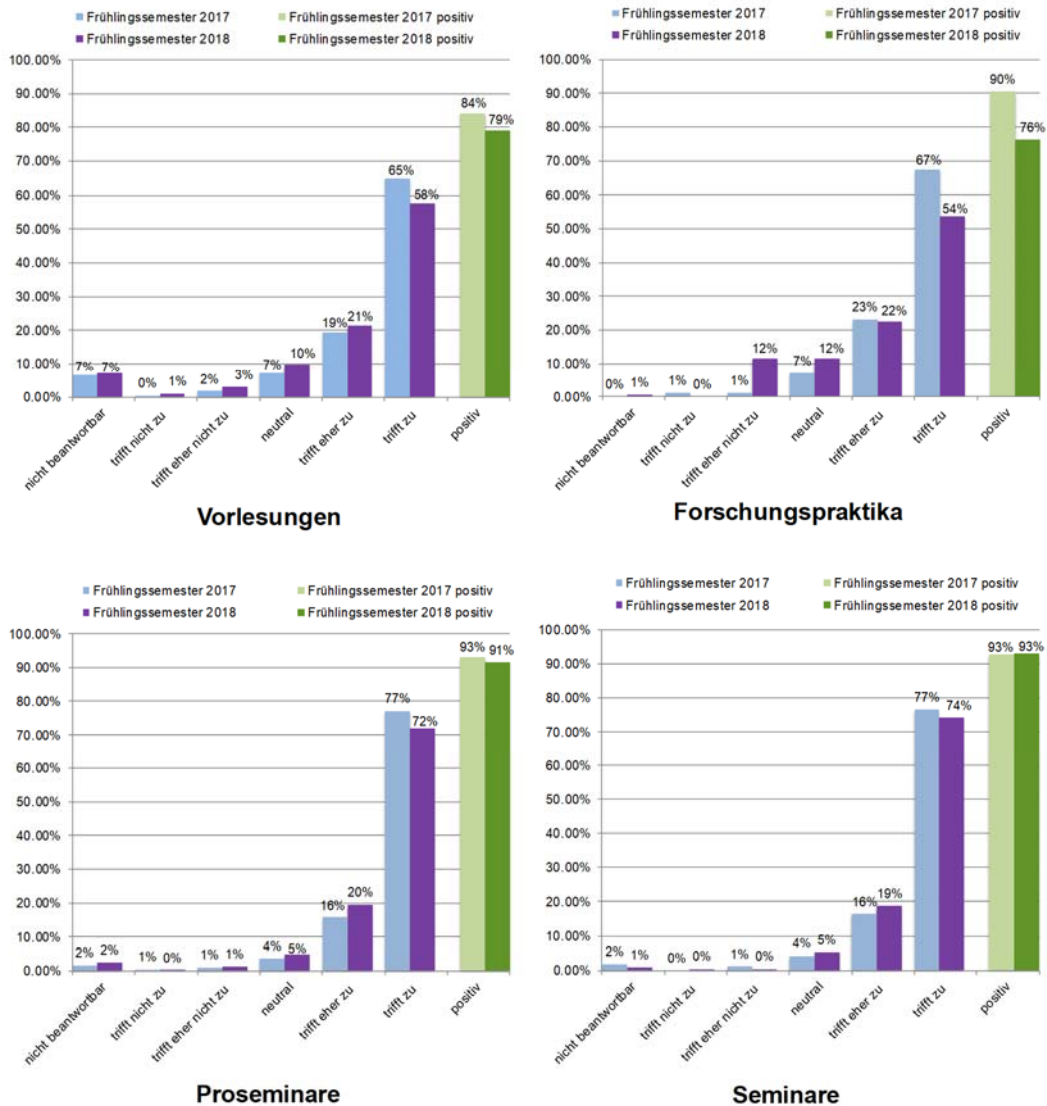 Frühlingssemester 2017 Frühlingssemester 2017 positiv
Frühlingssemester 2018 Frühlingssemester 2018 positiv
100.00%
90.00%
80.00%
70.00%
60.00%
50.00%
40.00%
30.00%
20.00%
10.00%
0.00%
7% 7% 0% 1% 2% 3% 7% 10% 19% 21% 65% 58% 84% 79%
nicht beantwortbar
trifft nicht zu
trifft eher nicht zu
neutral
trifft eher zu
trifft zu
positiv
Vorlesungen
Frühlingssemester 2017 Frühlingssemester 2017 positiv
Frühlingssemester 2018 Frühlingssemester 2018 positiv
100.00%
90.00%
80.00%
70.00%
60.00%
50.00%
40.00%
30.00%
20.00%
10.00%
0.00%
0% 1% 1% 0% 1% 12% 7% 12% 23% 22% 67% 54% 90% 76%
nicht beantwortbar
trifft nicht zu
trifft eher nicht zu
neutral
trifft eher zu
trifft zu
positiv
Forschungspraktika
Frühlingssemester 2017 Frühlingssemester 2017 positiv
Frühlingssemester 2018 Frühlingssemester 2018 positiv
100.00%
90.00%
80.00%
70.00%
60.00%
50.00%
40.00%
30.00%
20.00%
10.00%
0.00%
2% 2% 1% 0% 1% 1% 4% 5% 16% 20% 77% 72% 93% 91%
nicht beantwortbar
trifft nicht zu
trifft eher nicht zu
neutral
trifft eher zu
trifft zu
positiv
Proseminare
Frühlingssemester 2017 Frühlingssemester 2017 positiv
Frühlingssemester 2018 Frühlingssemester 2018 positiv
100.00%
90.00%
80.00%
70.00%
60.00%
50.00%
40.00%
30.00%
20.00%
10.00%
0.00%
2% 1% 0% 0% 1% 0% 4% 5% 16% 19% 77% 74% 93% 93%
nicht beantwortbar
trifft nicht zu
trifft eher nicht zu
neutral
trifft eher zu
trifft zu
positiv
Seminare